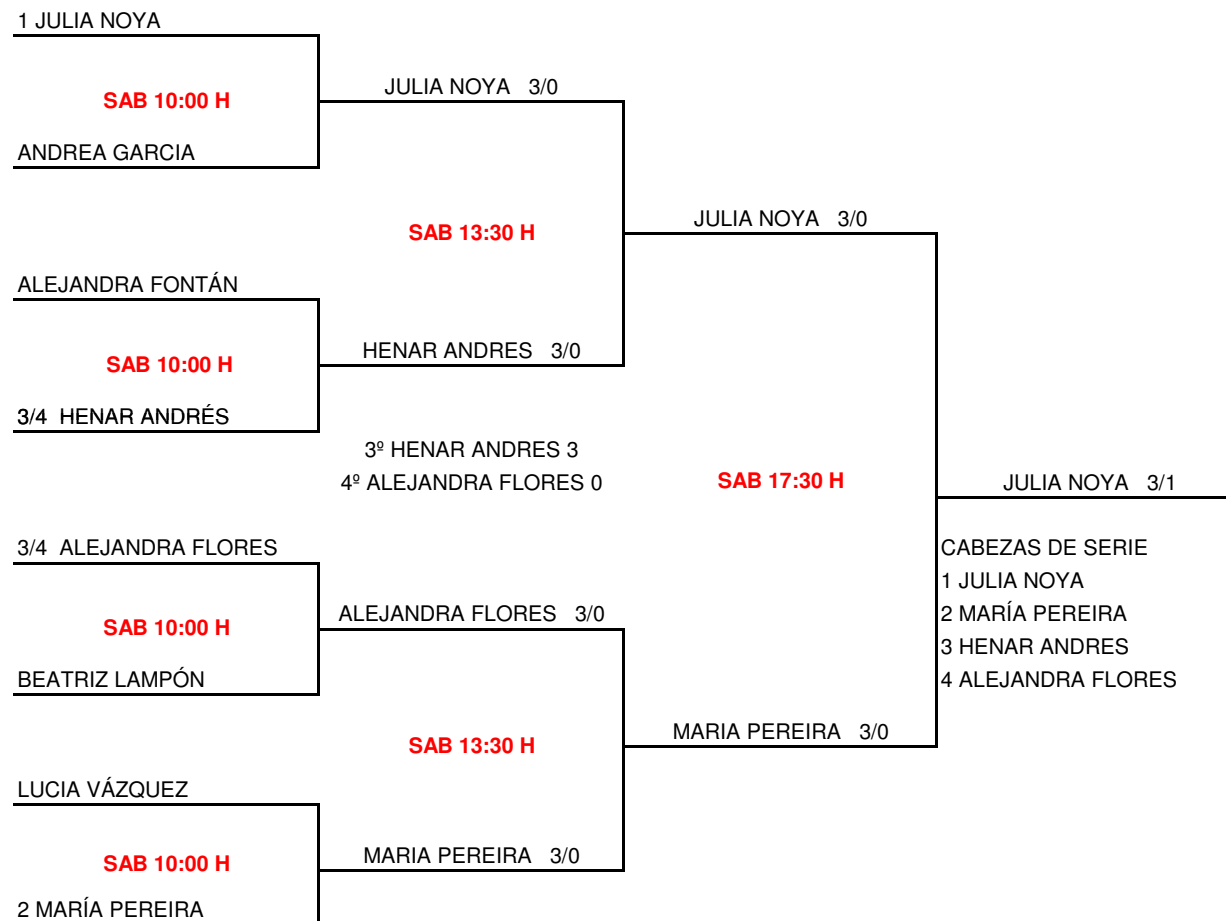 1 JULIA NOYA
JULIA NOYA 3/0
SAB 10:00 H
ANDREA GARCIA
JULIA NOYA 3/0
SAB 13:30 H
ALEJANDRA FONTÁN
HENAR ANDRES 3/0
SAB 10:00 H
3/4 HENAR ANDRÉS
3º HENAR ANDRES 3
4º ALEJANDRA FLORES 0
SAB 17:30 H
JULIA NOYA 3/1
3/4 ALEJANDRA FLORES
CABEZAS DE SERIE
1 JULIA NOYA
2 MARÍA PEREIRA
3 HENAR ANDRES
4 ALEJANDRA FLORES
ALEJANDRA FLORES 3/0
SAB 10:00 H
BEATRIZ LAMPÓN
MARIA PEREIRA 3/0
SAB 13:30 H
LUCIA VÁZQUEZ
MARIA PEREIRA 3/0
SAB 10:00 H
2 MARÍA PEREIRA